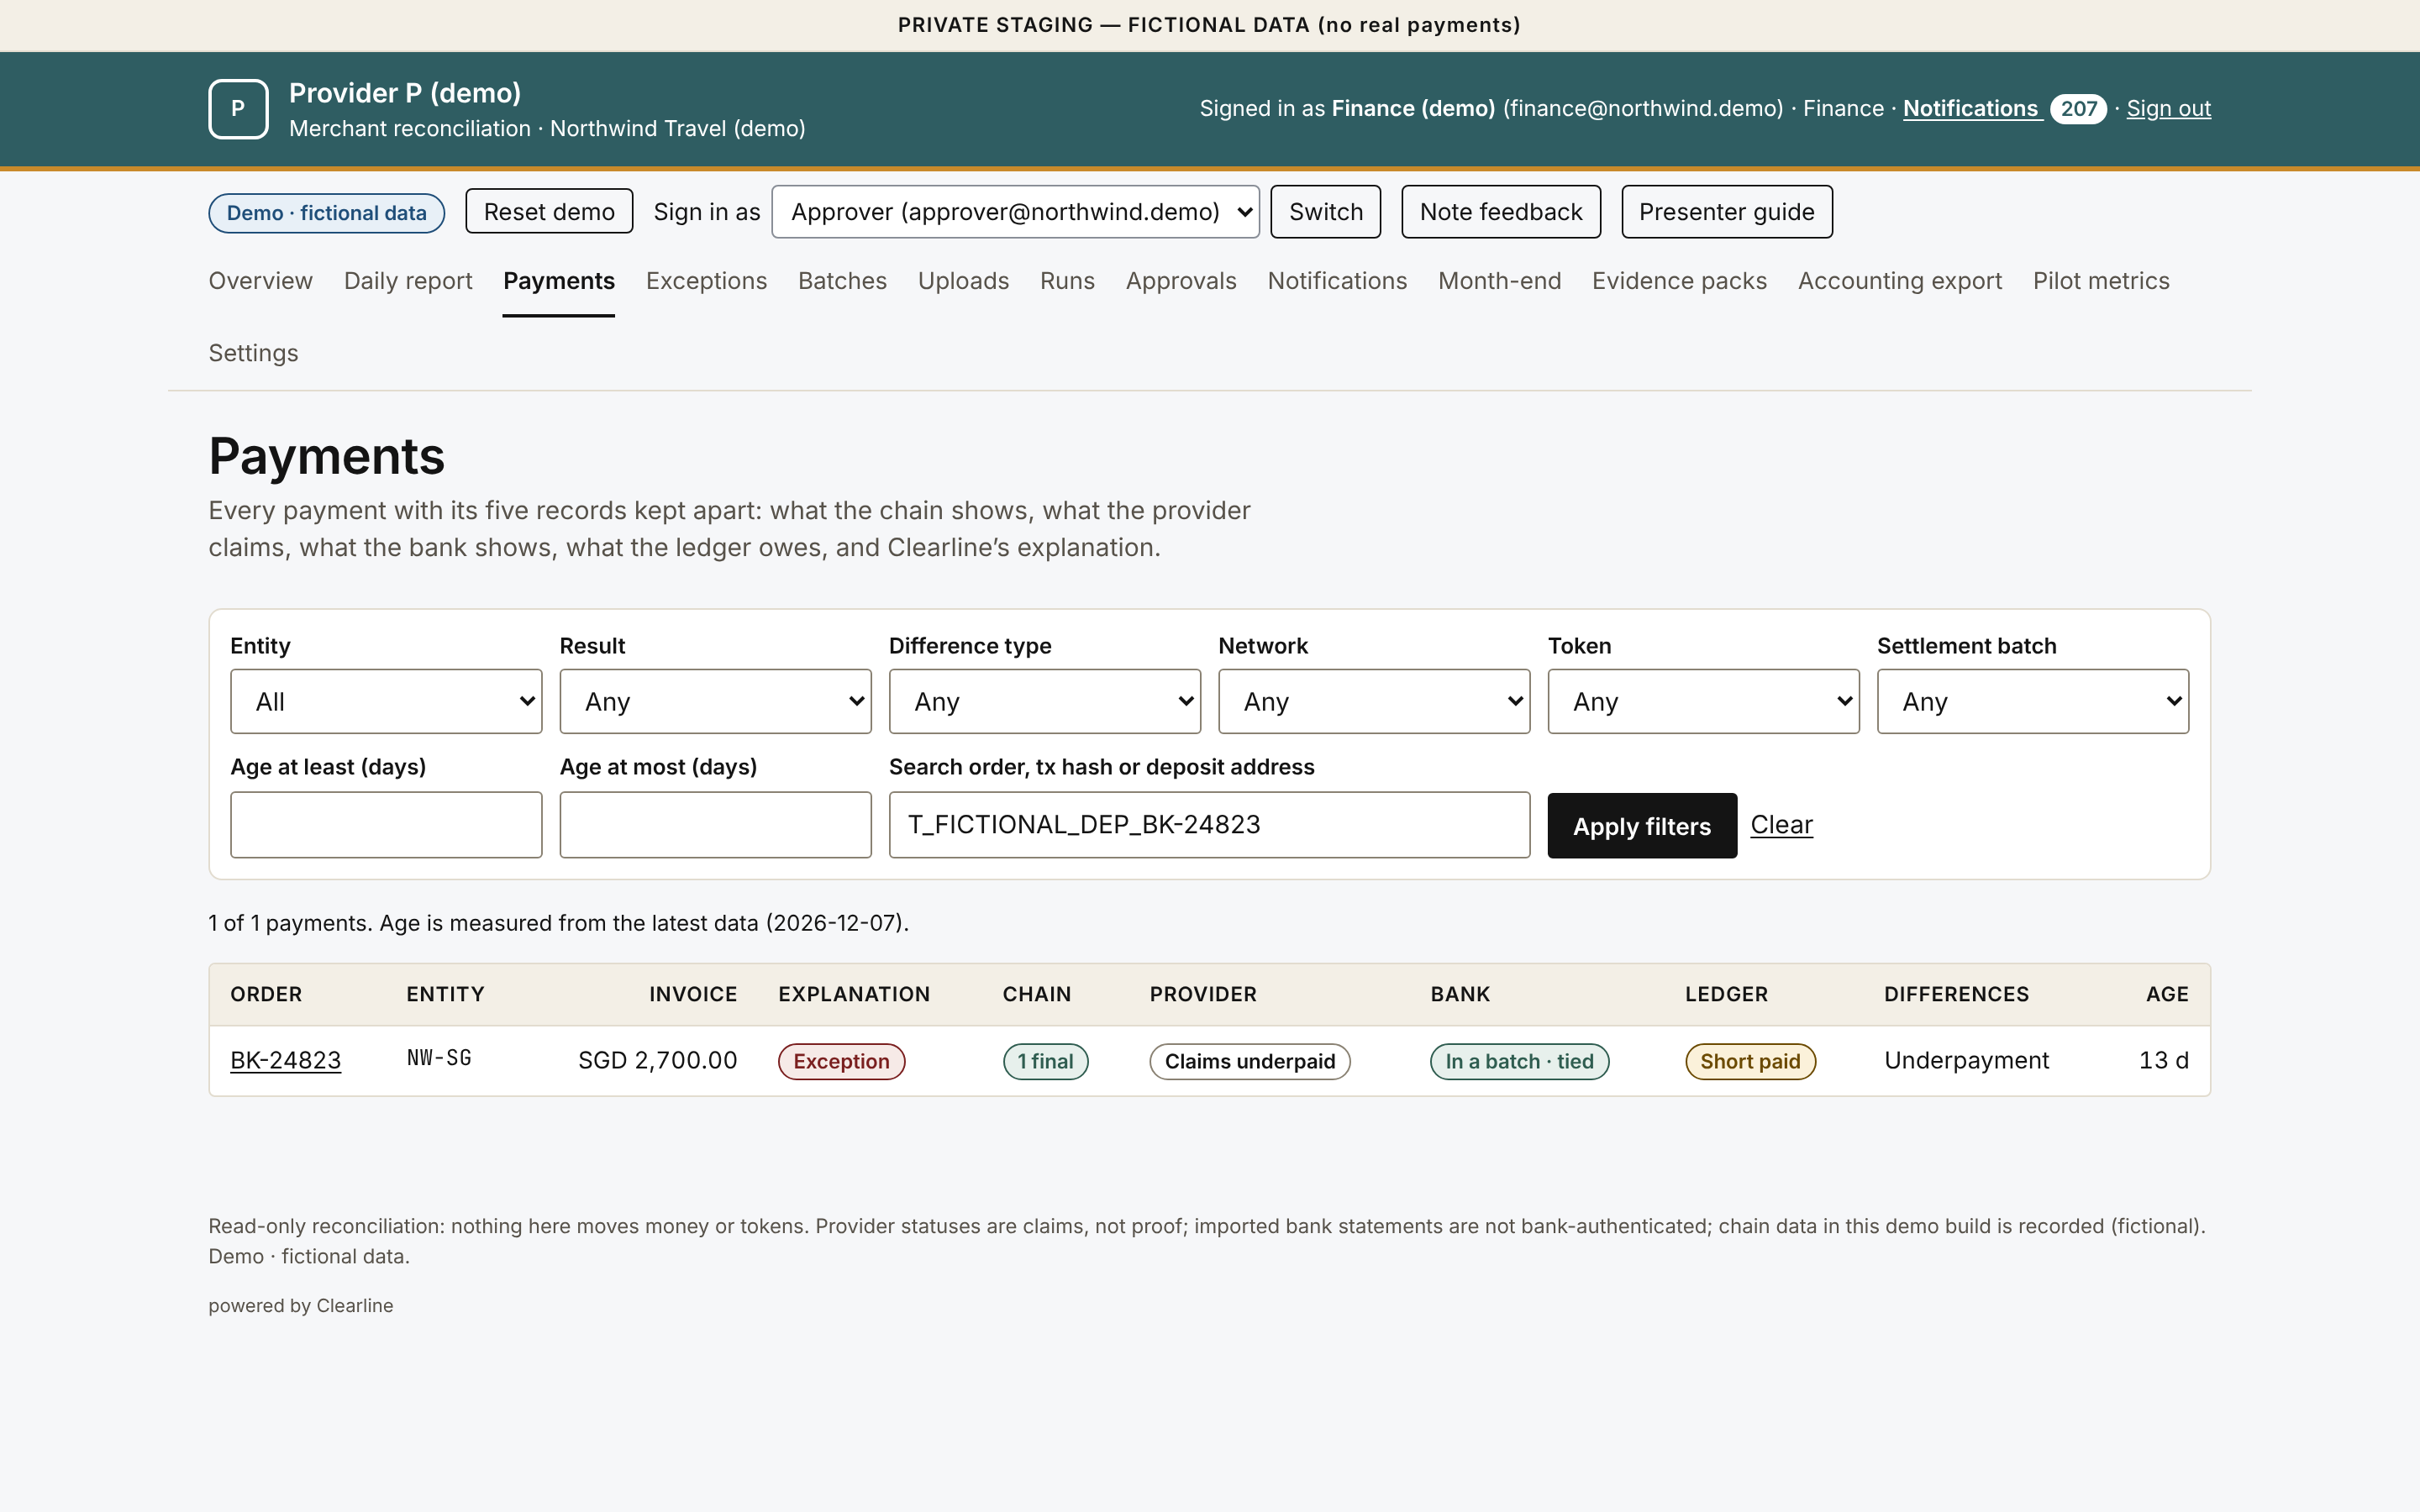 PRIVATE STAGING — FICTIONAL DATA (no real payments)
P
Provider P (demo)
Merchant reconciliation · Northwind Travel (demo)
Signed in as Finance (demo) (finance@northwind.demo) · Finance · Notifications 207 · Sign out
Demo · fictional data
Reset demo
Sign in as
Approver (approver@northwind.demo)
Switch
Note feedback
Presenter guide
Overview Daily report Payments Exceptions Batches Uploads Runs Approvals Notifications Month-end Evidence packs Accounting export Pilot metrics
Settings
Payments
Every payment with its five records kept apart: what the chain shows, what the provider
claims, what the bank shows, what the ledger owes, and Clearline’s explanation.
Entity Result Difference type Network Token Settlement batch
All Any Any Any Any Any
Age at least (days) Age at most (days) Search order, tx hash or deposit address
T_FICTIONAL_DEP_BK-24823 Apply filters Clear
1 of 1 payments. Age is measured from the latest data (2026-12-07).
ORDER ENTITY INVOICE EXPLANATION CHAIN PROVIDER BANK LEDGER DIFFERENCES AGE
BK-24823 NW-SG SGD 2,700.00 Exception 1 final Claims underpaid In a batch · tied Short paid Underpayment 13 d
Read-only reconciliation: nothing here moves money or tokens. Provider statuses are claims, not proof; imported bank statements are not bank-authenticated; chain data in this demo build is recorded (fictional).
Demo · fictional data.
powered by Clearline